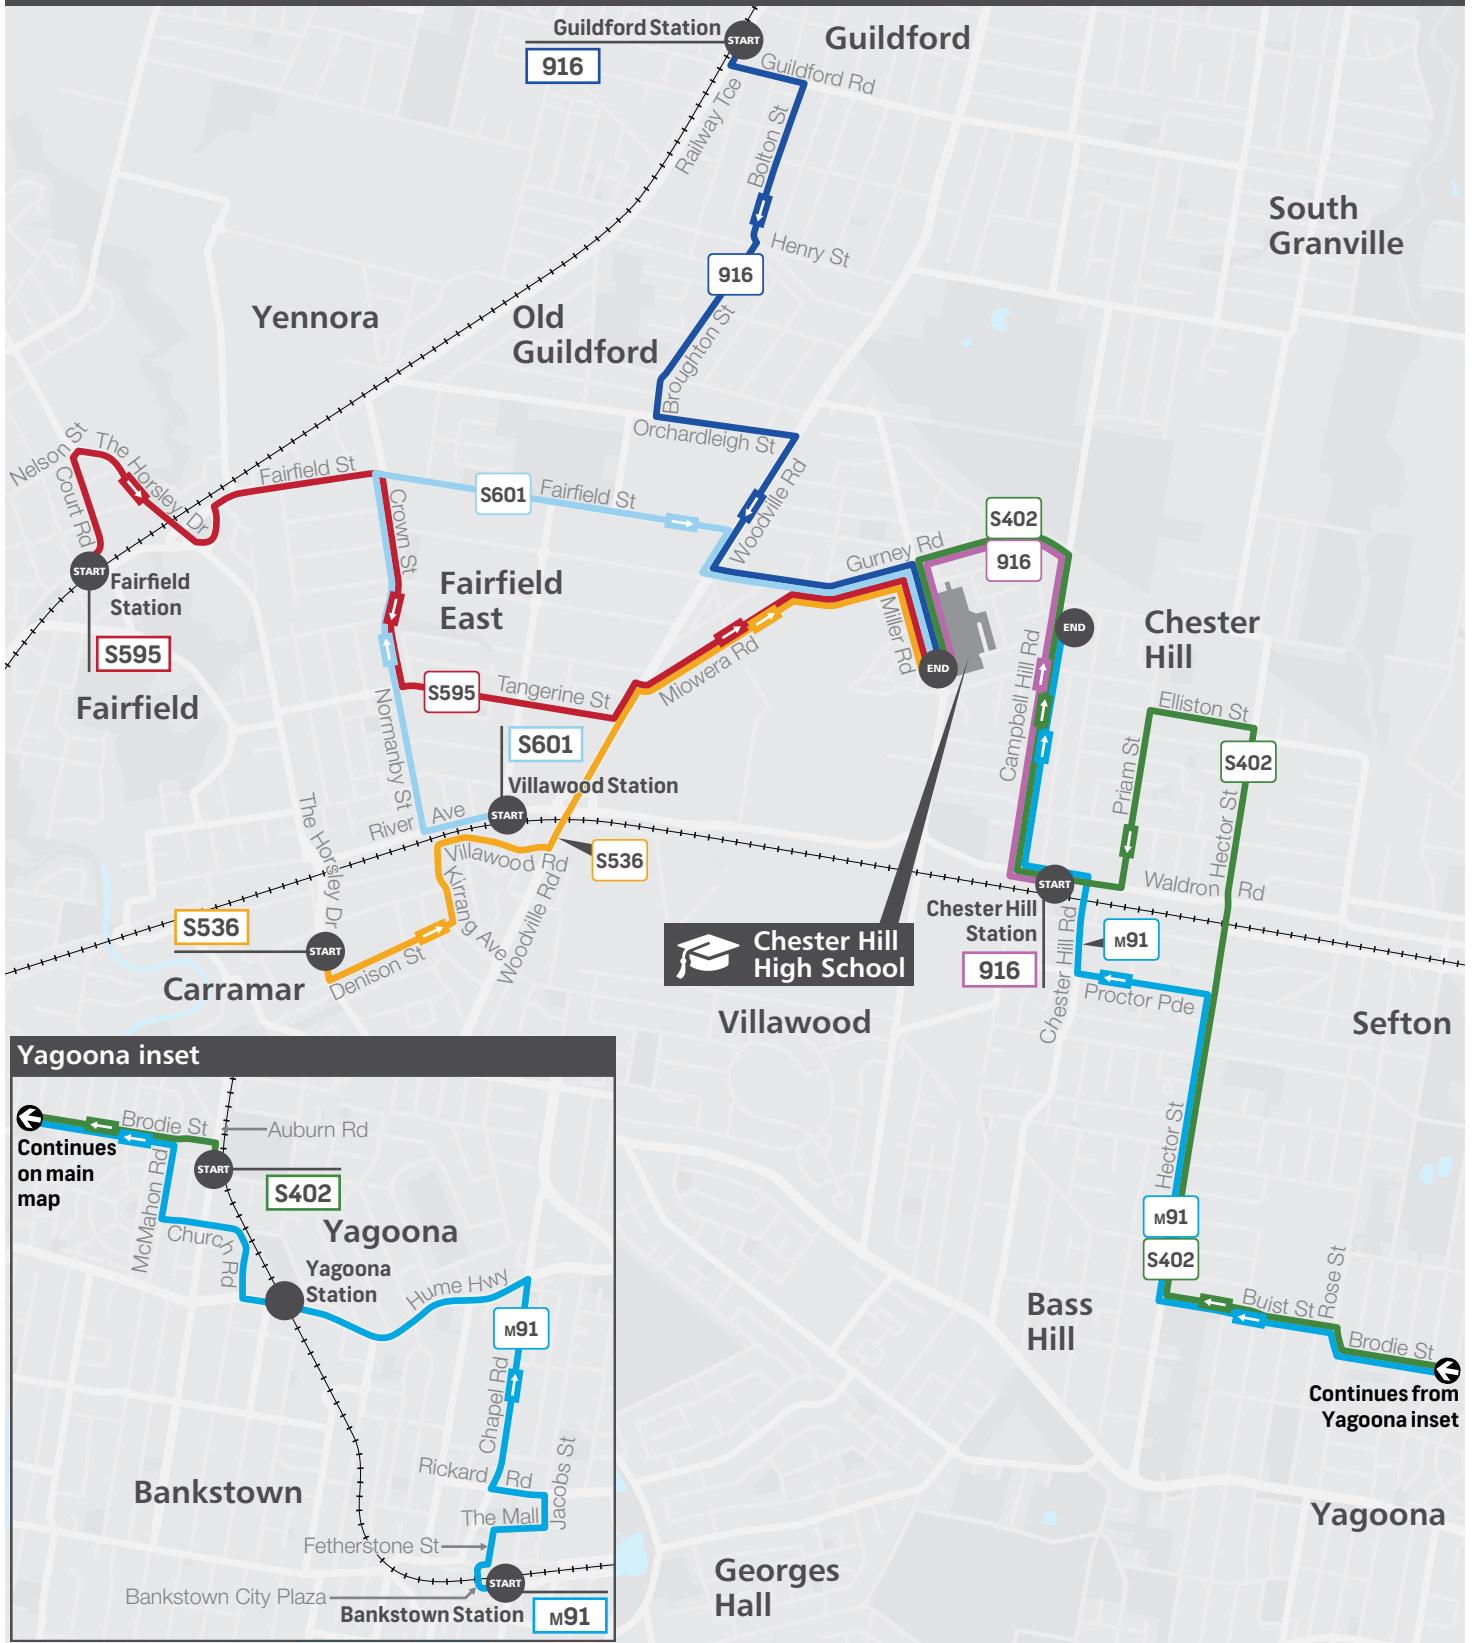 Guildford Station
START
916
Guildford
Guildford Rd
Railway Tce
Bolton St
Henry St
916
South
Granville
Yennora
Old
Guildford
Broughton St
Orchardleigh St
Nelson St
The Horsley Dr
Court Rd
Fairfield St
S601
Fairfield St
Woodville Rd
Crown St
Gurney Rd
S402
916
START
Fairfield
Station
S595
Fairfield
Fairfield
East
Miller Rd
END
END
Campbell Hill Rd
Chester
Hill
Miowera Rd
S595
Tangerine St
Normanby St
S601
Villawood Station
START
River Ave
Elliston St
Priam St
S402
Hector St
Waldron Rd
The Horsley Dr
Villawood Rd
S536
Kirrang Ave
Woodville Rd
S536
START
Denison St
Carramar
START
Chester Hill
Station
916
Chester Hill Rd
M91
Proctor Pde
Chester Hill
High School
Villawood
Sefton
Hector St
M91
S402
Rose St
Buist St
Brodie St
Bass
Hill
Continues from
Yagoona inset
Yagoona
Georges
Hall
Yagoona inset
Brodie St
Auburn Rd
Continues
on main
map
START
S402
McMahon Rd
Church Rd
Yagoona
Yagoona
Station
Hume Hwy
M91
Chapel Rd
Rickard Rd
Jacobs St
Bankstown
The Mall
Fetherstone St
START
Bankstown City Plaza
Bankstown Station
M91